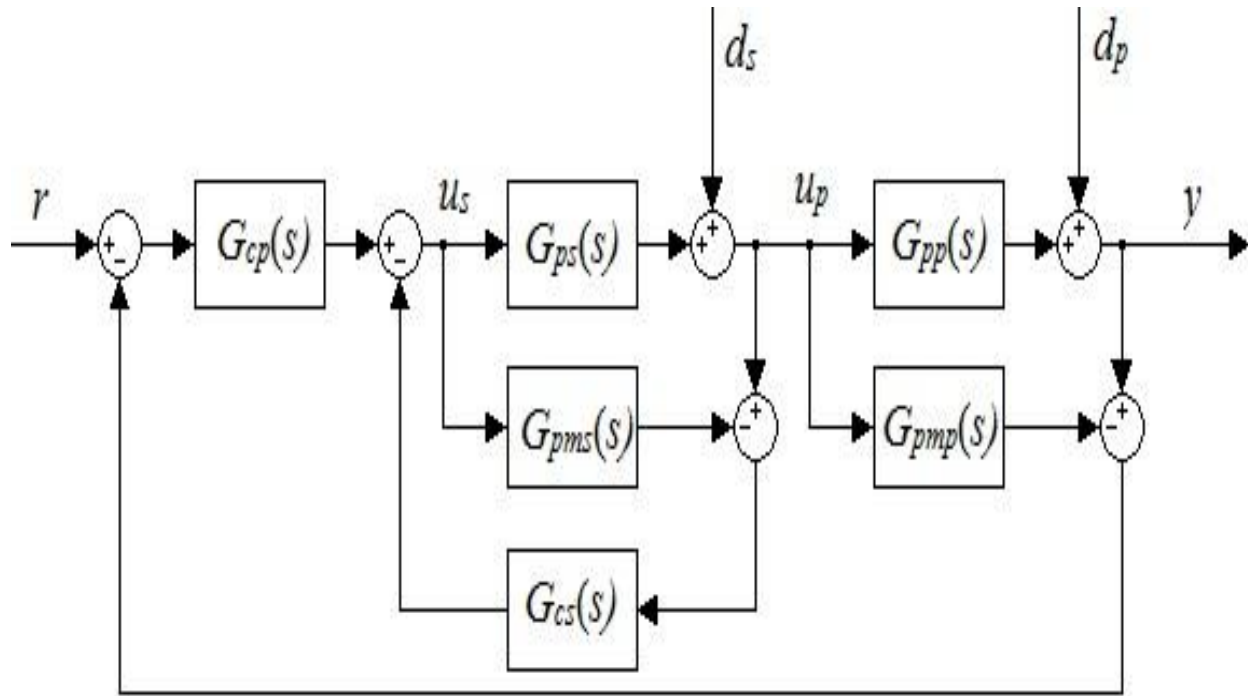 d_s
d_p
r
G_cp(s)
u_s
G_ps(s)
u_p
G_pp(s)
y
+
−
+
−
+
+
+
+
G_pms(s)
−
+
G_pmp(s)
−
+
G_cs(s)